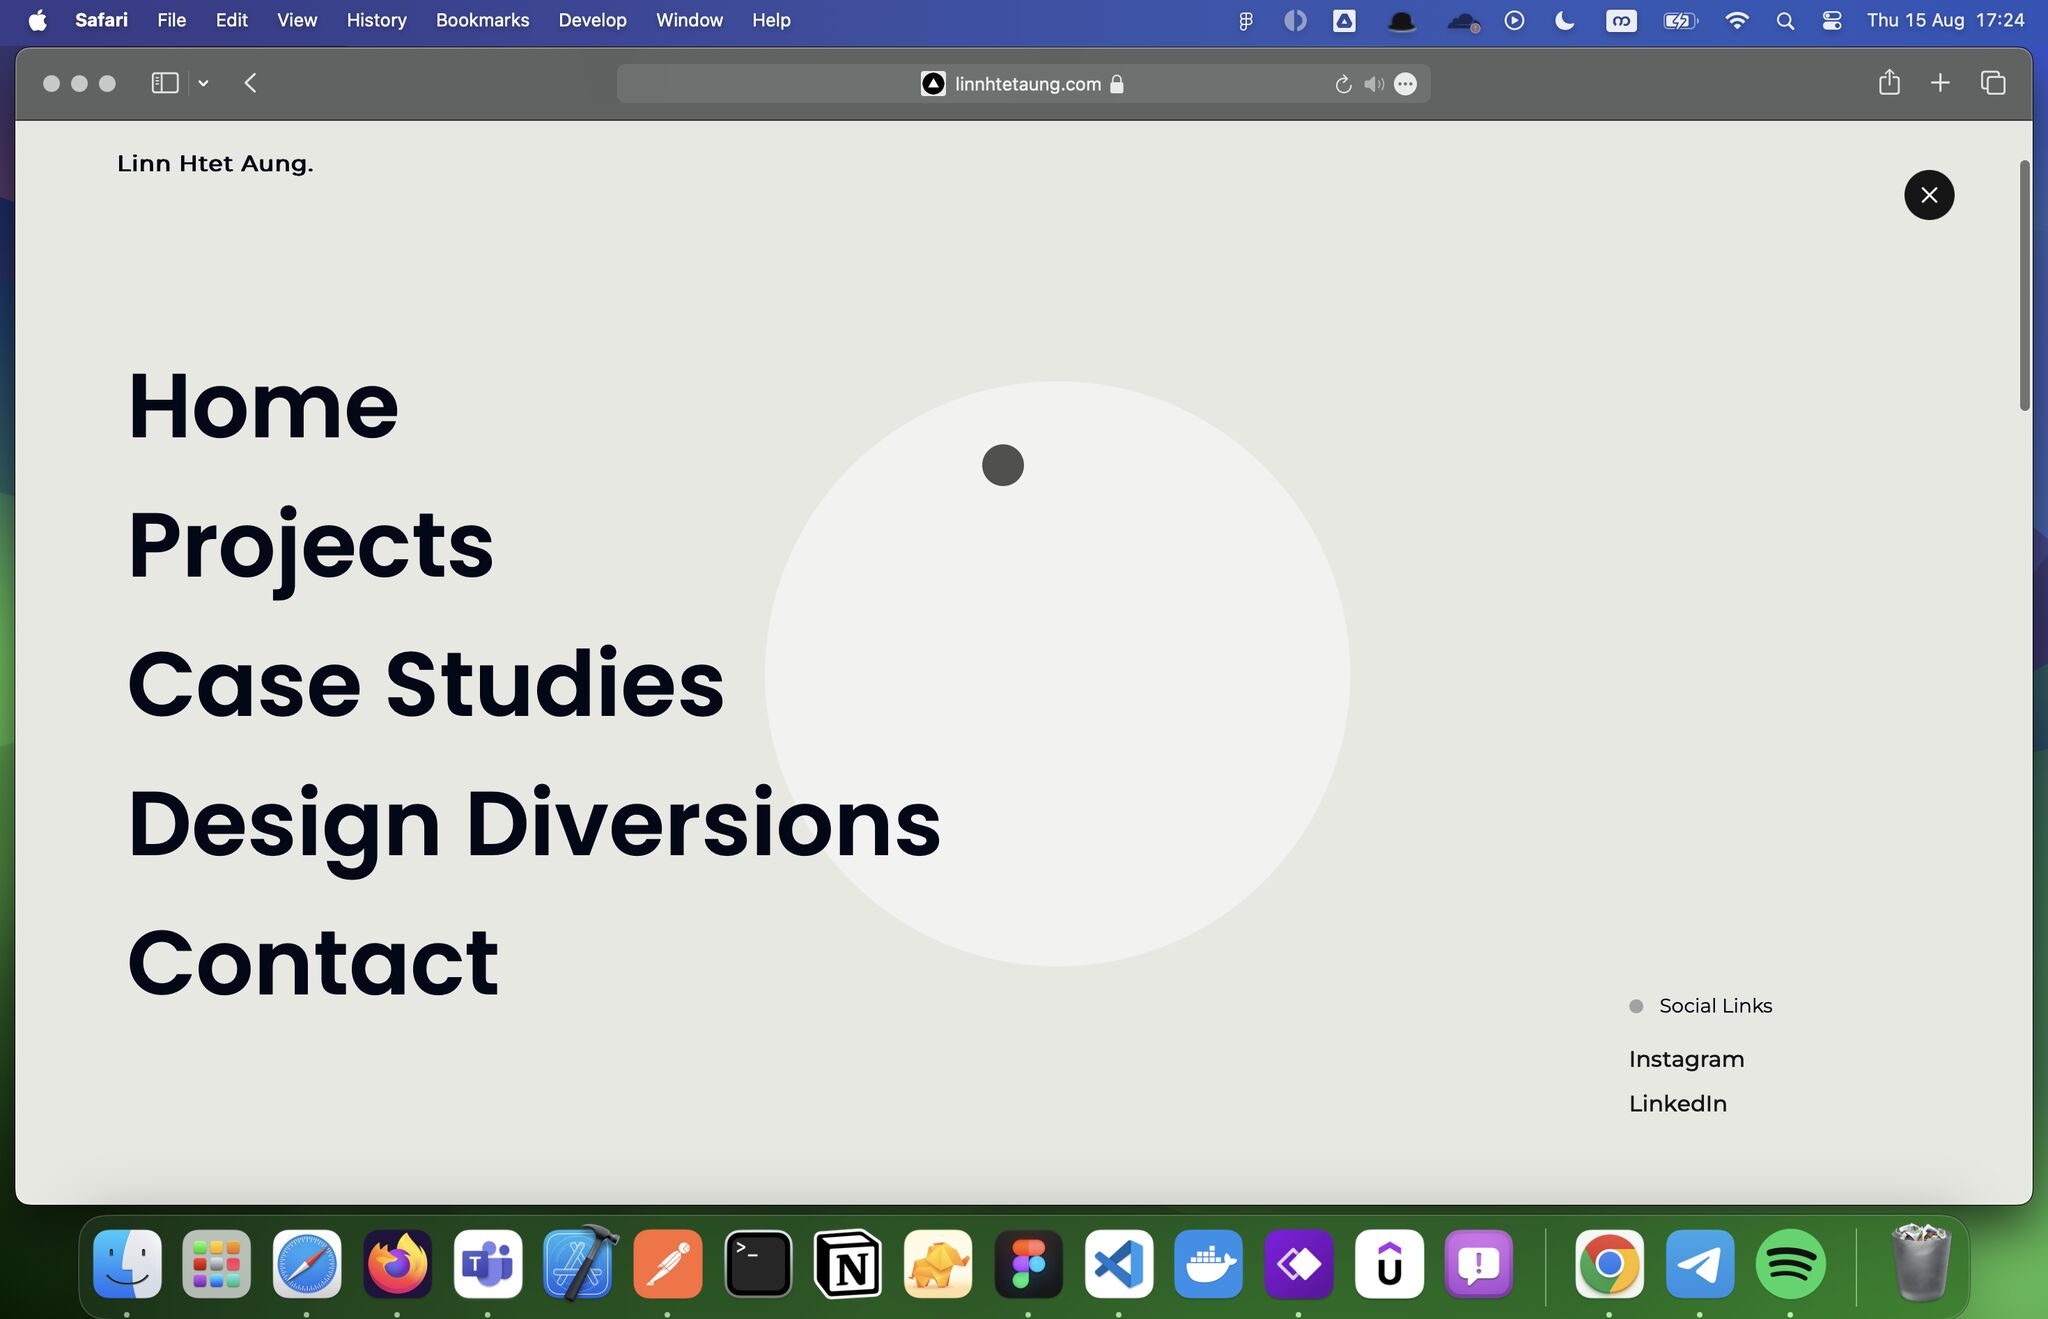 Safari File Edit View History Bookmarks Develop Window Help Thu 15 Aug 17:24
linnhtetaung.com
Linn Htet Aung.
Home
Projects
Case Studies
Design Diversions
Contact
Social Links
Instagram
LinkedIn